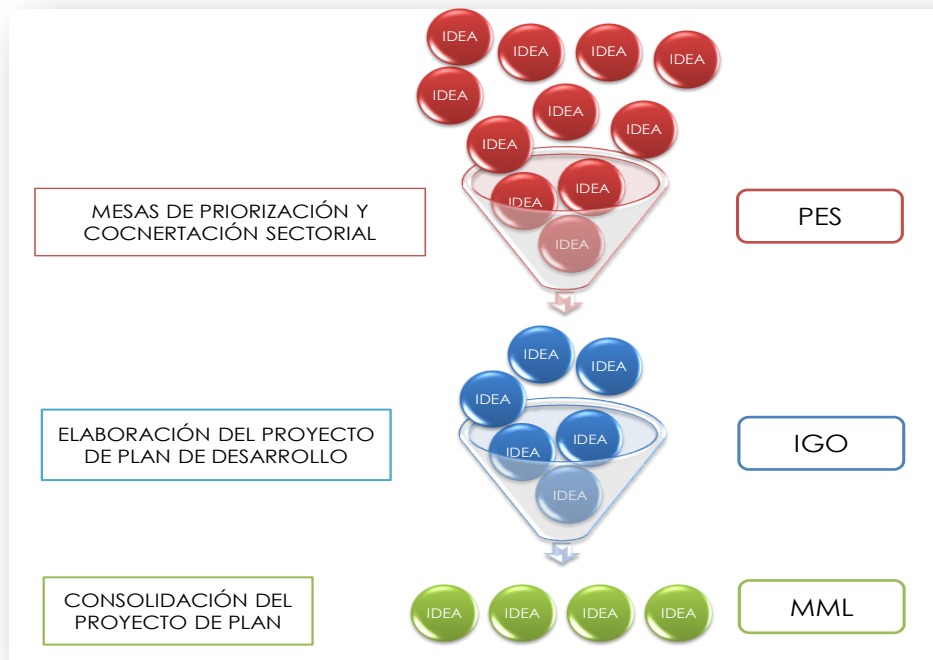 IDEA
IDEA
IDEA
IDEA
IDEA
IDEA
IDEA
IDEA
IDEA
IDEA
IDEA
MESAS DE PRIORIZACIÓN Y
COCNERTACIÓN SECTORIAL
PES
IDEA
IDEA
IDEA
IDEA
IDEA
IDEA
ELABORACIÓN DEL PROYECTO
DE PLAN DE DESARROLLO
IGO
CONSOLIDACIÓN DEL
PROYECTO DE PLAN
IDEA IDEA IDEA IDEA
MML